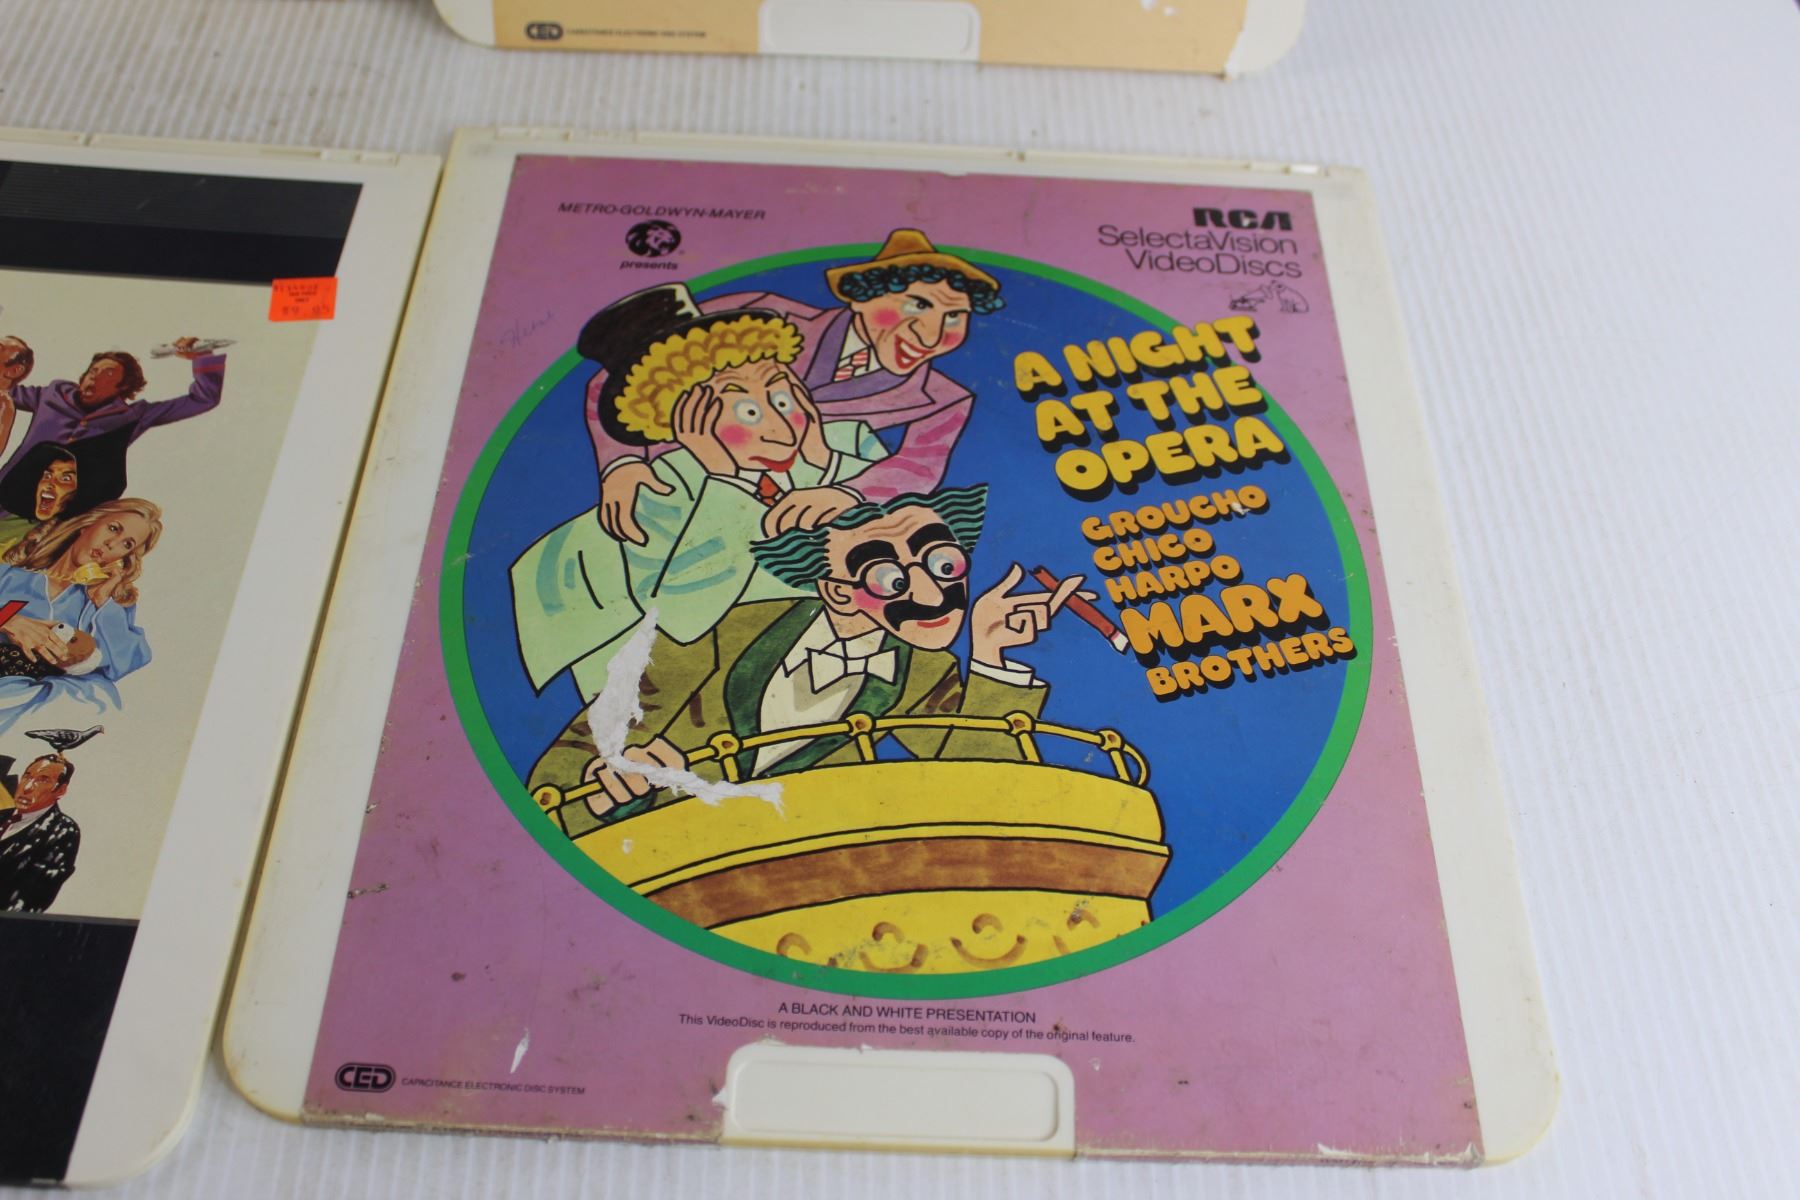 CED CAPACITANCE ELECTRONIC DISC SYSTEM
METRO-GOLDWYN-MAYER
presents
RCA
SelectaVision
VideoDiscs
A NIGHT
AT THE
OPERA
GROUCHO
CHICO
HARPO
MARX
BROTHERS
A BLACK AND WHITE PRESENTATION
This VideoDisc is reproduced from the best available copy of the original feature.
CED CAPACITANCE ELECTRONIC DISC SYSTEM